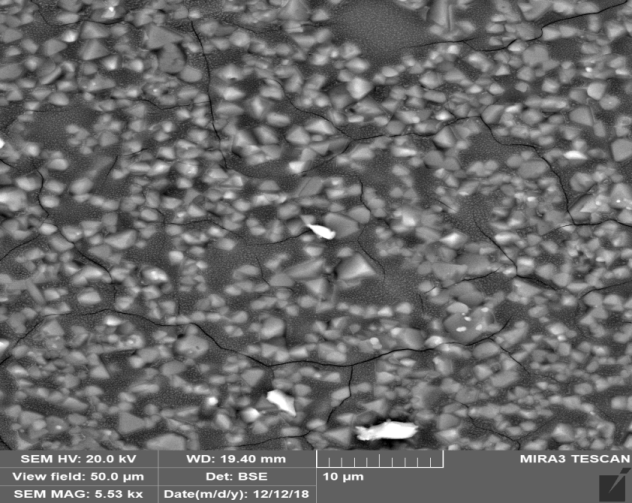 SEM HV: 20.0 kV
WD: 19.40 mm
MIRA3 TESCAN
View field: 50.0 µm
Det: BSE
10 µm
SEM MAG: 5.53 kx
Date(m/d/y): 12/12/18